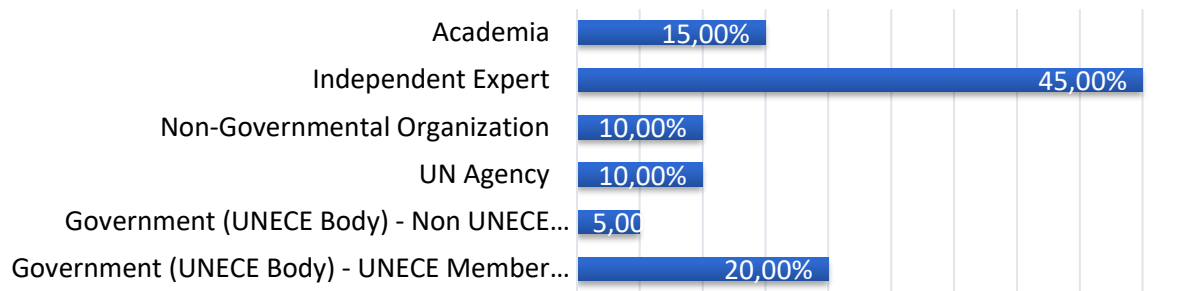 Academia 15,00%
Independent Expert 45,00%
Non-Governmental Organization 10,00%
UN Agency 10,00%
Government (UNECE Body) - Non UNECE… 5,00
Government (UNECE Body) - UNECE Member… 20,00%